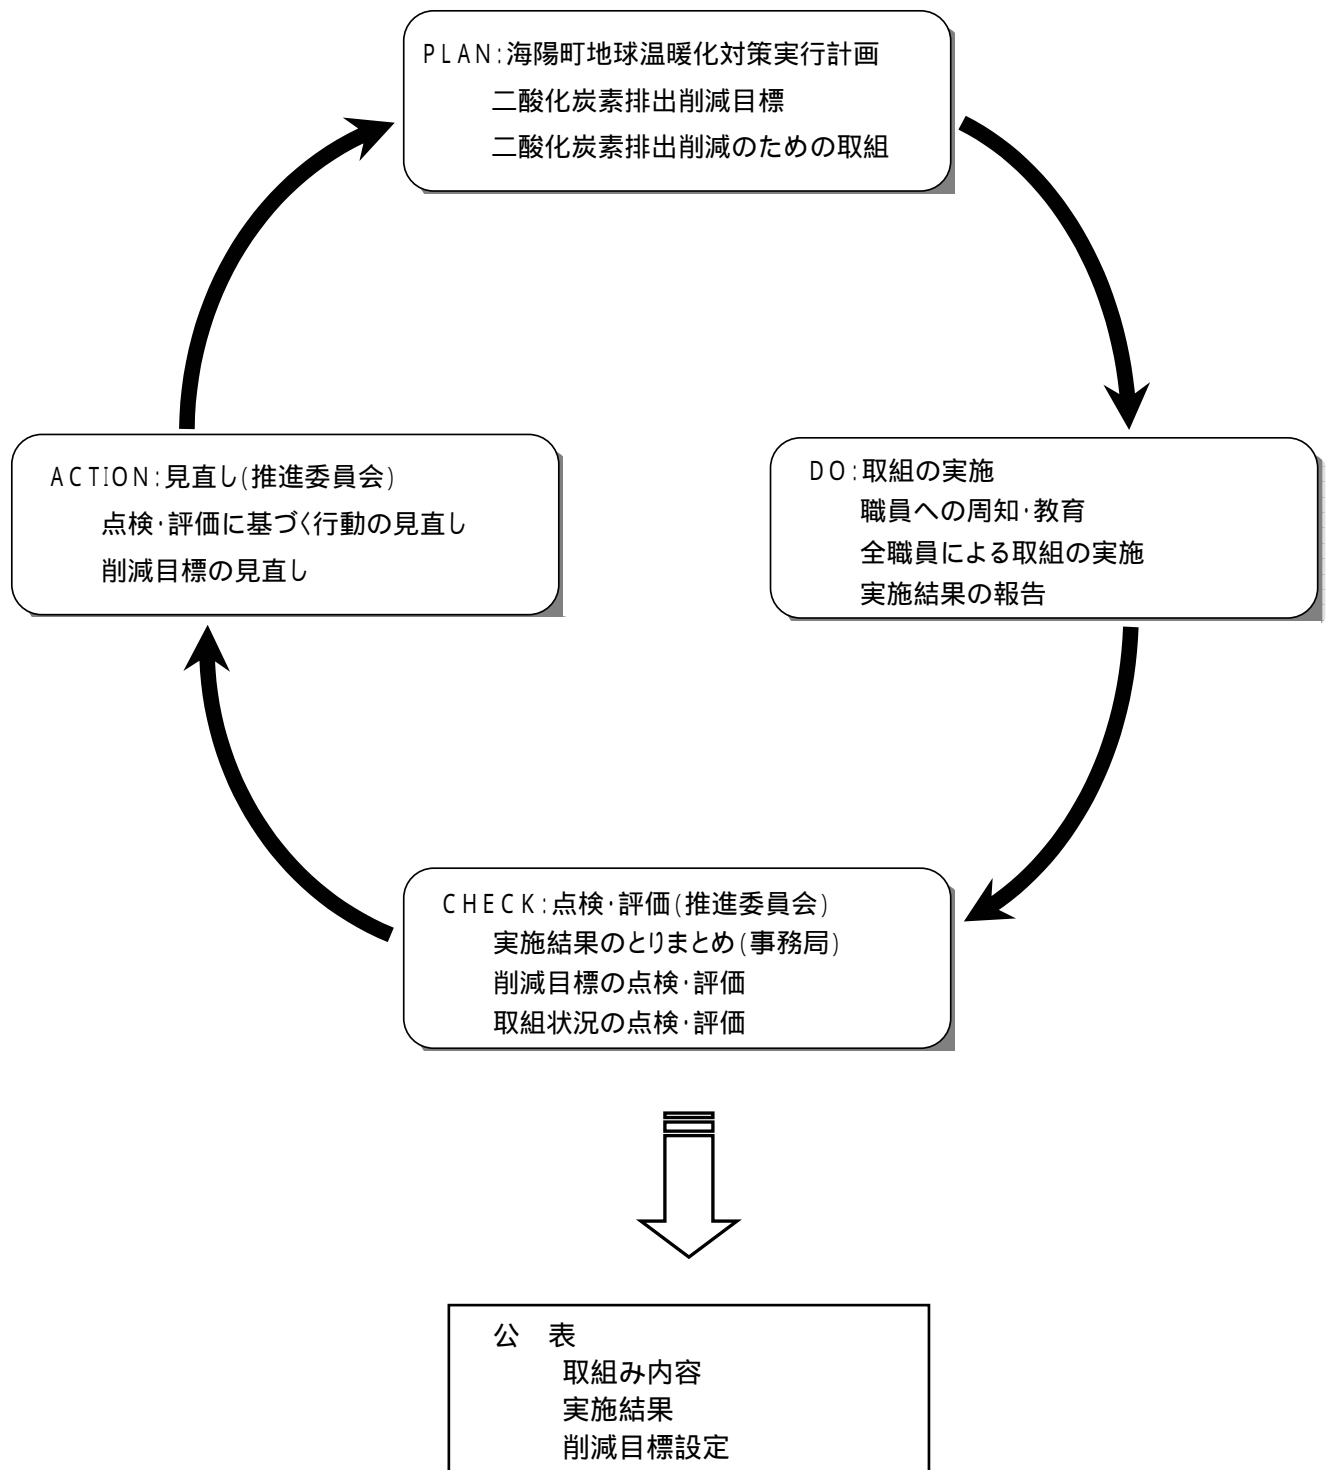 PLAN:海陽町地球温暖化対策実行計画
二酸化炭素排出削減目標
二酸化炭素排出削減のための取組
ACTION:見直し(推進委員会)
点検・評価に基づく行動の見直し
削減目標の見直し
DO:取組の実施
職員への周知・教育
全職員による取組の実施
実施結果の報告
CHECK:点検・評価(推進委員会)
実施結果のとりまとめ(事務局)
削減目標の点検・評価
取組状況の点検・評価
公　表
取組み内容
実施結果
削減目標設定